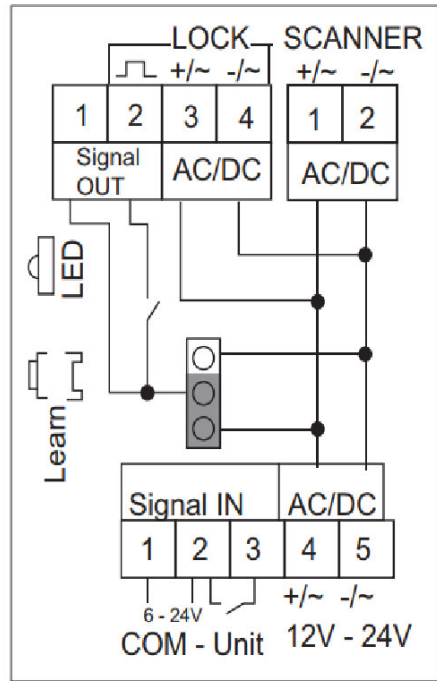 LOCK SCANNER
+/~ -/~ +/~ -/~
1 2 3 4 1 2
Signal OUT AC/DC AC/DC
LED
Learn
Signal IN AC/DC
1 2 3 4 5
6 - 24V +/~ -/~
COM - Unit 12V - 24V